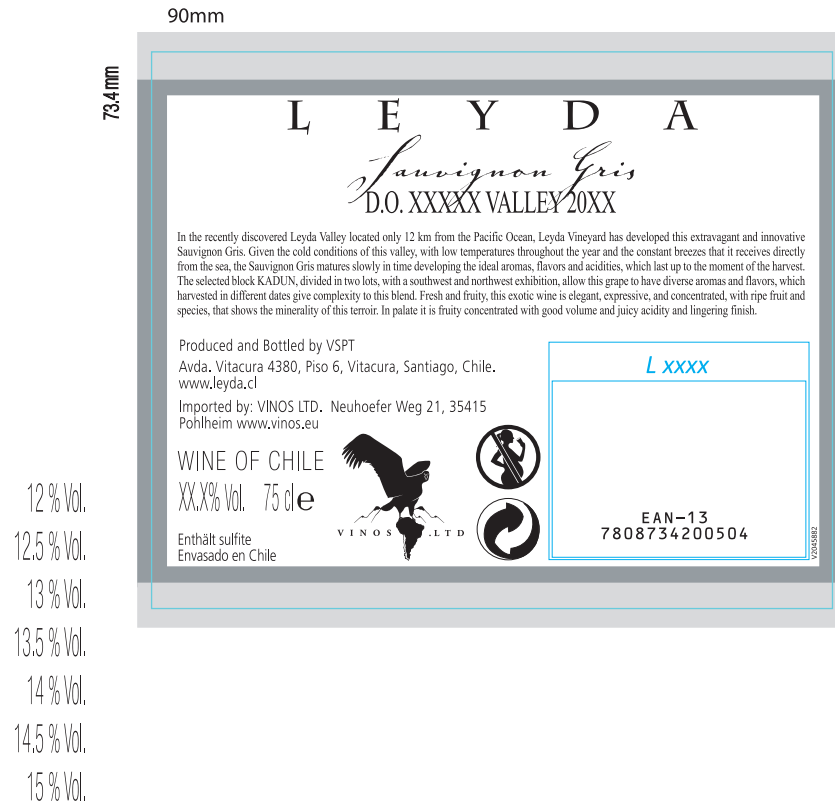 90mm
73.4 mm
L E Y D A
Sauvignon Gris
D.O. XXXXX VALLEY 20XX
In the recently discovered Leyda Valley located only 12 km from the Pacific Ocean, Leyda Vineyard has developed this extravagant and innovative
Sauvignon Gris. Given the cold conditions of this valley, with low temperatures throughout the year and the constant breezes that it receives directly
from the sea, the Sauvignon Gris matures slowly in time developing the ideal aromas, flavors and acidities, which last up to the moment of the harvest.
The selected block KADUN, divided in two lots, with a southwest and northwest exhibition, allow this grape to have diverse aromas and flavors, which
harvested in different dates give complexity to this blend. Fresh and fruity, this exotic wine is elegant, expressive, and concentrated, with ripe fruit and
species, that shows the minerality of this terroir. In palate it is fruity concentrated with good volume and juicy acidity and lingering finish.
Produced and Bottled by VSPT
Avda. Vitacura 4380, Piso 6, Vitacura, Santiago, Chile.
www.leyda.cl
Imported by: VINOS LTD. Neuhoefer Weg 21, 35415
Pohlheim www.vinos.eu
WINE OF CHILE
XX.X% Vol. 75 cl e
Enthält sulfite
Envasado en Chile
VINOS .LTD
L xxxx
EAN-13
7808734200504
V2045882
12 % Vol.
12.5 % Vol.
13 % Vol.
13.5 % Vol.
14 % Vol.
14.5 % Vol.
15 % Vol.